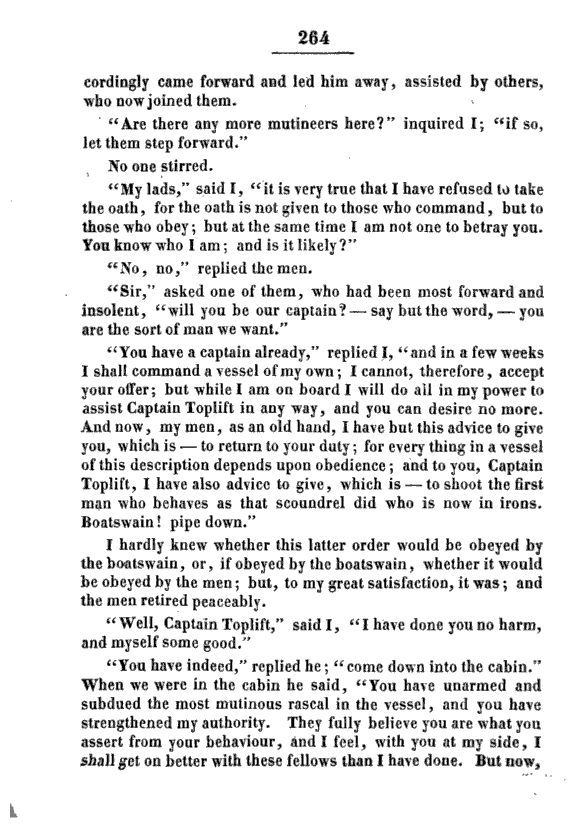 264
cordingly came forward and led him away, assisted by others,
who now joined them.
“Are there any more mutineers here?” inquired I; “if so,
let them step forward.”
No one stirred.
“My lads,” said I, “it is very true that I have refused to take
the oath, for the oath is not given to those who command, but to
those who obey; but at the same time I am not one to betray you.
You know who I am; and is it likely?”
“No, no,” replied the men.
“Sir,” asked one of them, who had been most forward and
insolent, “will you be our captain? — say but the word, — you
are the sort of man we want.”
“You have a captain already,” replied I, “and in a few weeks
I shall command a vessel of my own; I cannot, therefore, accept
your offer; but while I am on board I will do all in my power to
assist Captain Toplift in any way, and you can desire no more.
And now, my men, as an old hand, I have but this advice to give
you, which is — to return to your duty; for every thing in a vessel
of this description depends upon obedience; and to you, Captain
Toplift, I have also advice to give, which is — to shoot the first
man who behaves as that scoundrel did who is now in irons.
Boatswain! pipe down.”
I hardly knew whether this latter order would be obeyed by
the boatswain, or, if obeyed by the boatswain, whether it would
be obeyed by the men; but, to my great satisfaction, it was; and
the men retired peaceably.
“Well, Captain Toplift,” said I, “I have done you no harm,
and myself some good.”
“You have indeed,” replied he; “come down into the cabin.”
When we were in the cabin he said, “You have unarmed and
subdued the most mutinous rascal in the vessel, and you have
strengthened my authority. They fully believe you are what you
assert from your behaviour, and I feel, with you at my side, I
shall get on better with these fellows than I have done. But now,